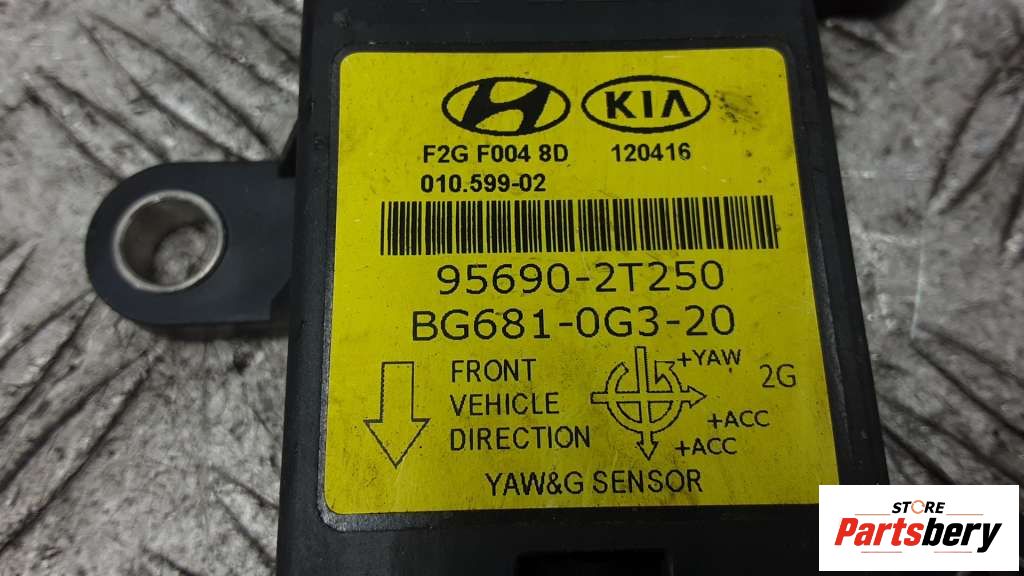 KIA
F2G F004 8D 120416
010.599-02
95690-2T250
BG681-0G3-20
FRONT
VEHICLE
DIRECTION
+YAW
2G
+ACC
+ACC
YAW&G SENSOR
STORE
Partsbery